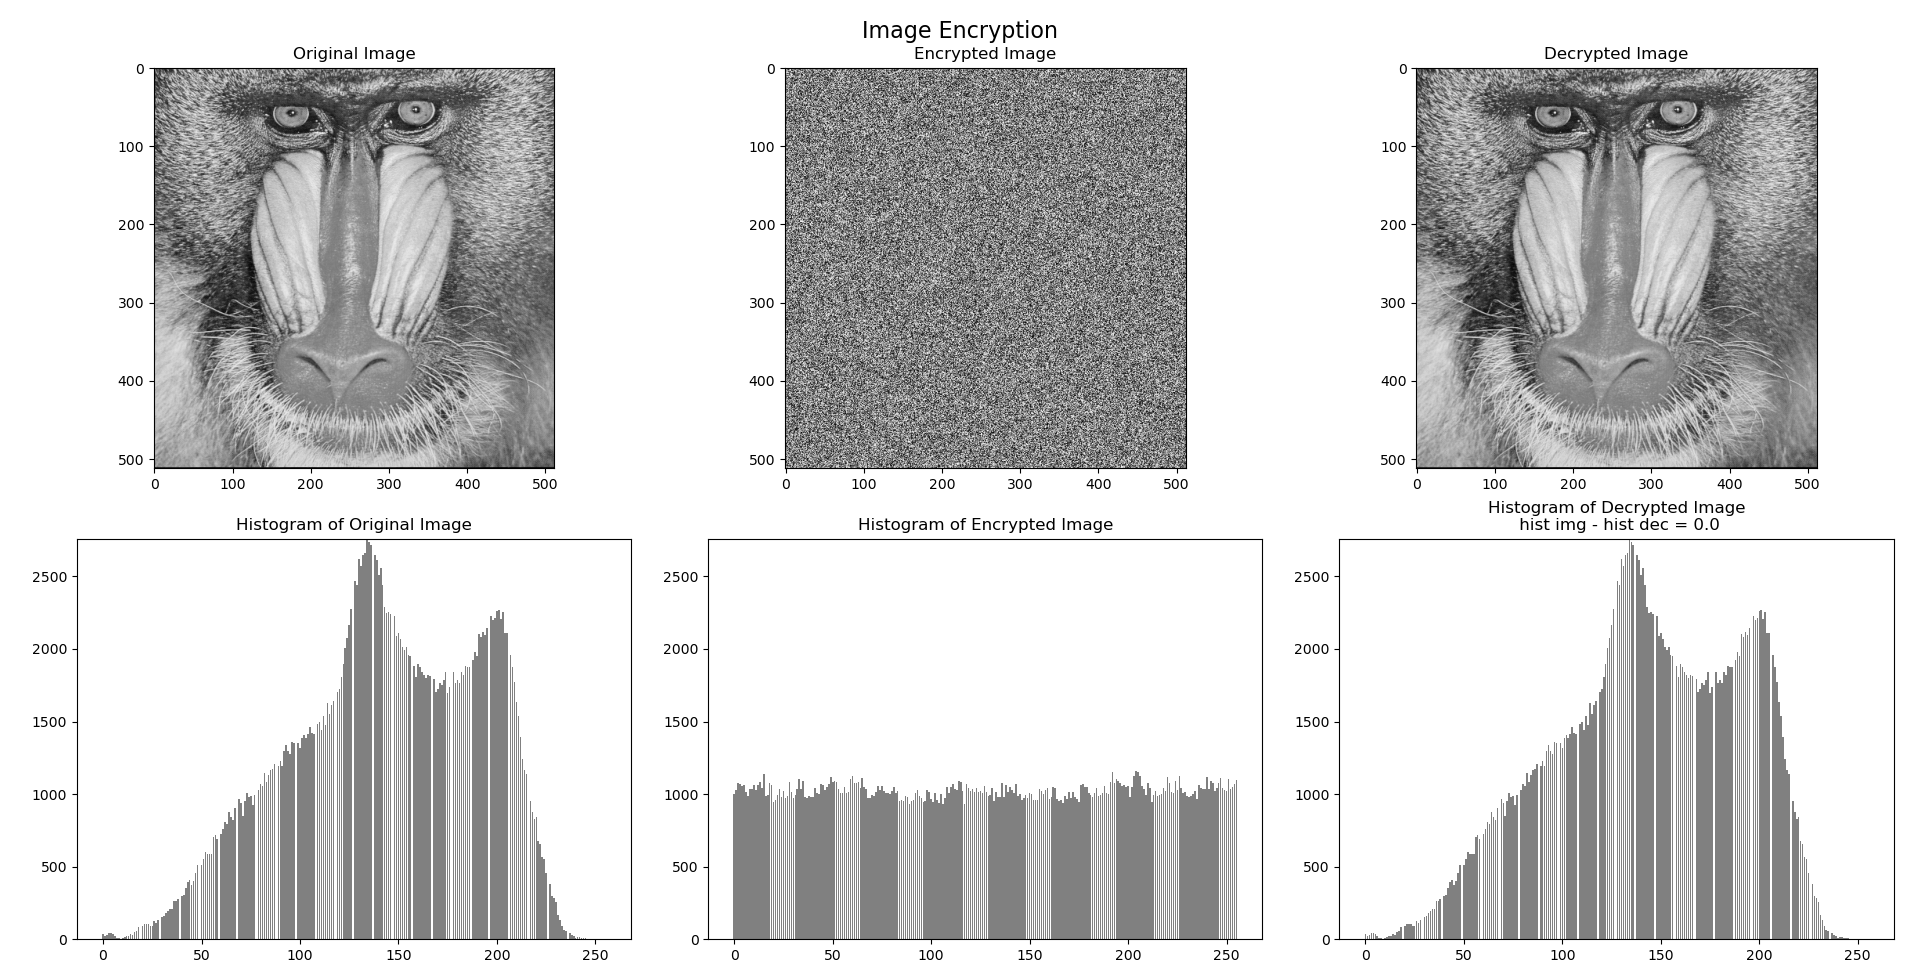 Image Encryption
Original Image
Encrypted Image
Decrypted Image
0
100
200
300
400
500
0 100 200 300 400 500
0
100
200
300
400
500
0 100 200 300 400 500
0
100
200
300
400
500
0 100 200 300 400 500
Histogram of Original Image
2500
2000
1500
1000
500
0
0 50 100 150 200 250
Histogram of Encrypted Image
2500
2000
1500
1000
500
0
0 50 100 150 200 250
Histogram of Decrypted Image
hist img - hist dec = 0.0
2500
2000
1500
1000
500
0
0 50 100 150 200 250